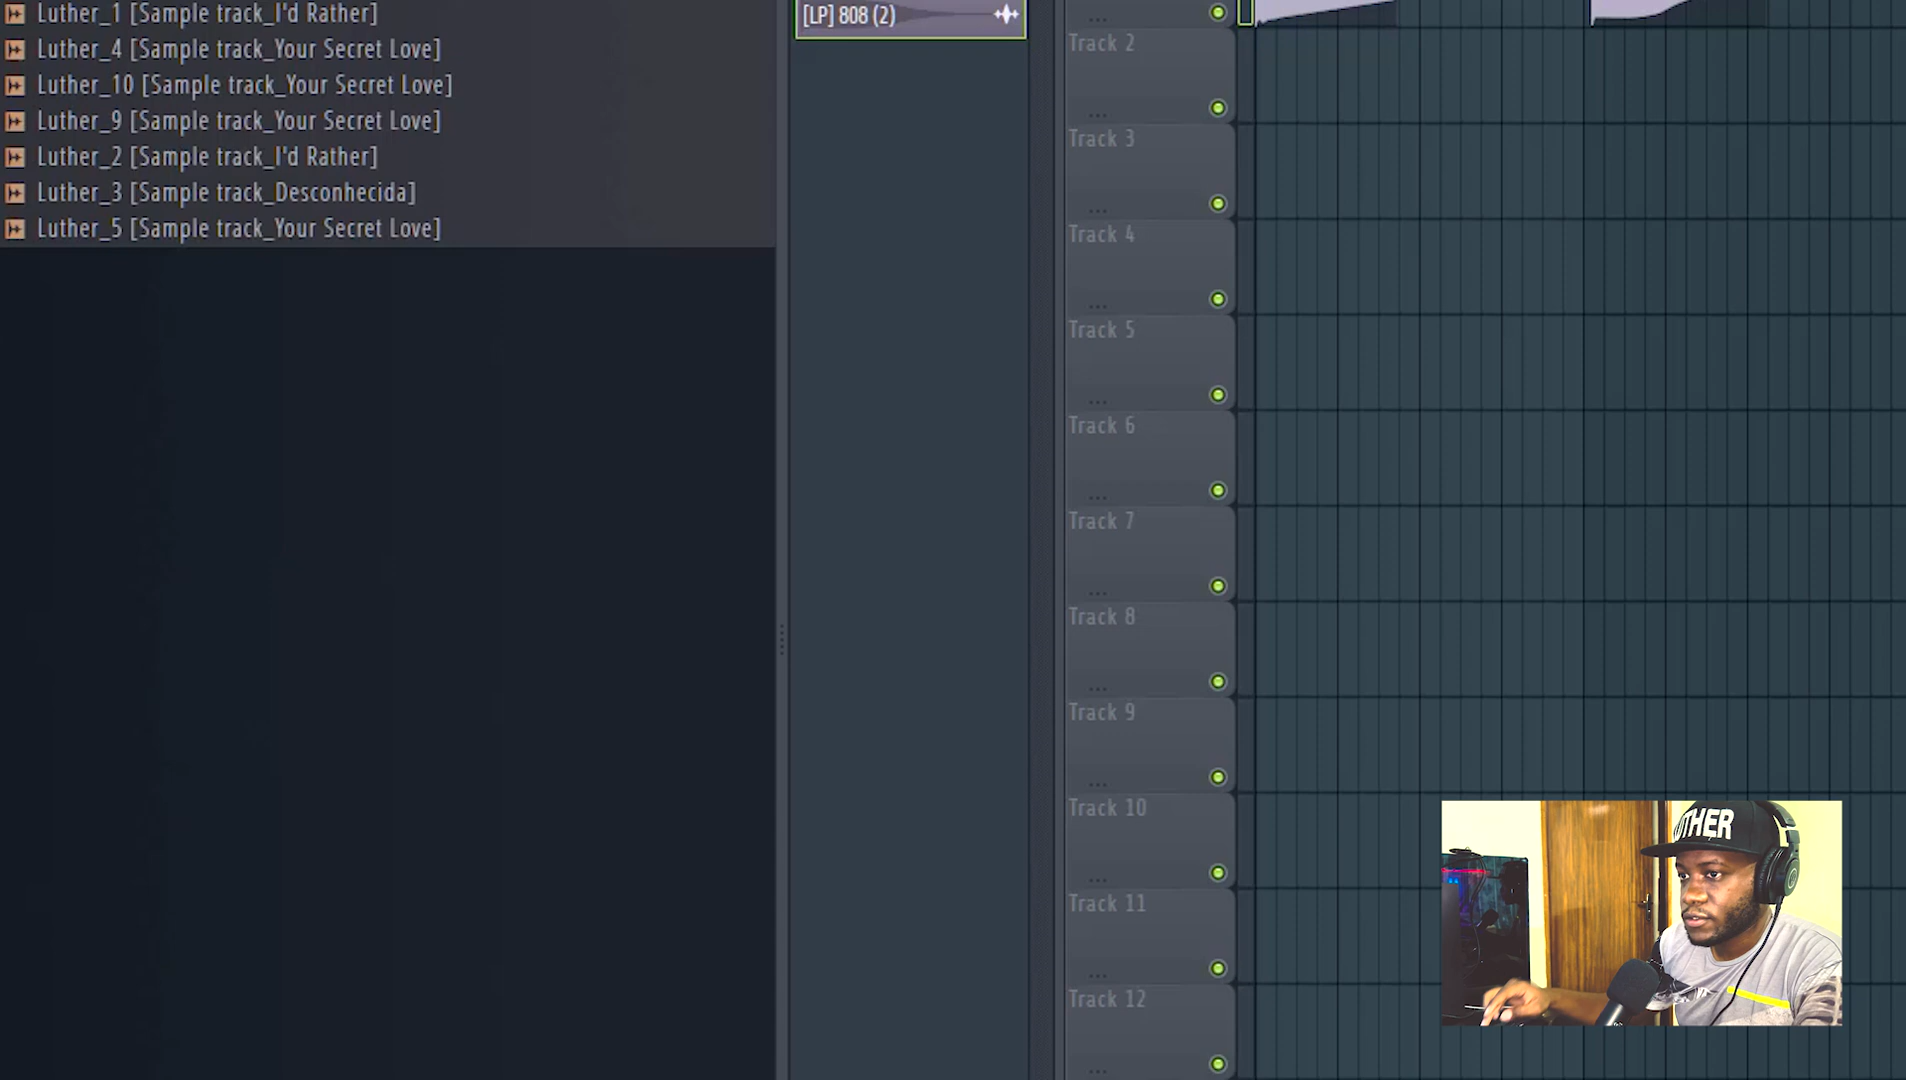 Luther_1 [Sample track_I'd Rather]
Luther_4 [Sample track_Your Secret Love]
Luther_10 [Sample track_Your Secret Love]
Luther_9 [Sample track_Your Secret Love]
Luther_2 [Sample track_I'd Rather]
Luther_3 [Sample track_Desconhecida]
Luther_5 [Sample track_Your Secret Love]
[LP] 808 (2)
Track 2
Track 3
Track 4
Track 5
Track 6
Track 7
Track 8
Track 9
Track 10
Track 11
Track 12